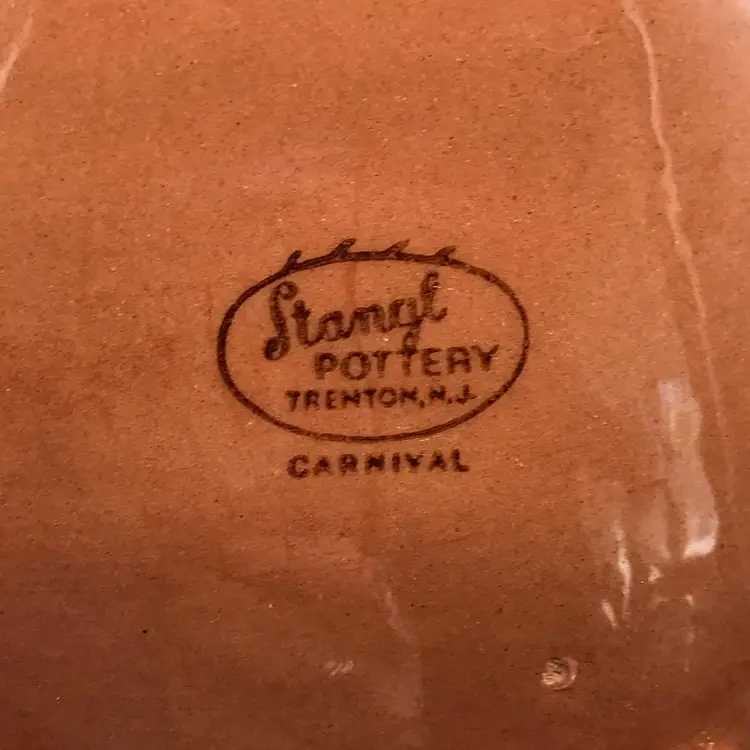 Stangl
POTTERY
TRENTON, N.J.
CARNIVAL